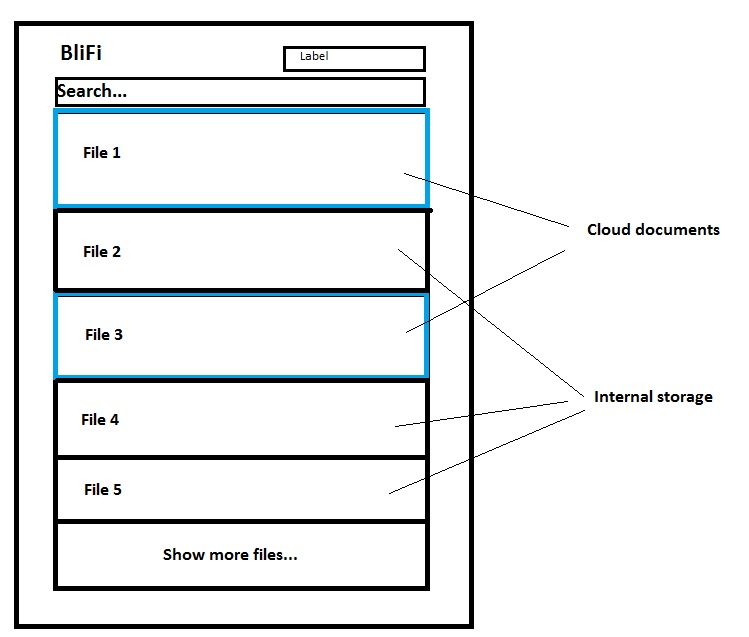 BliFi
Label
Search...
File 1
File 2
File 3
File 4
File 5
Show more files...
Cloud documents
Internal storage